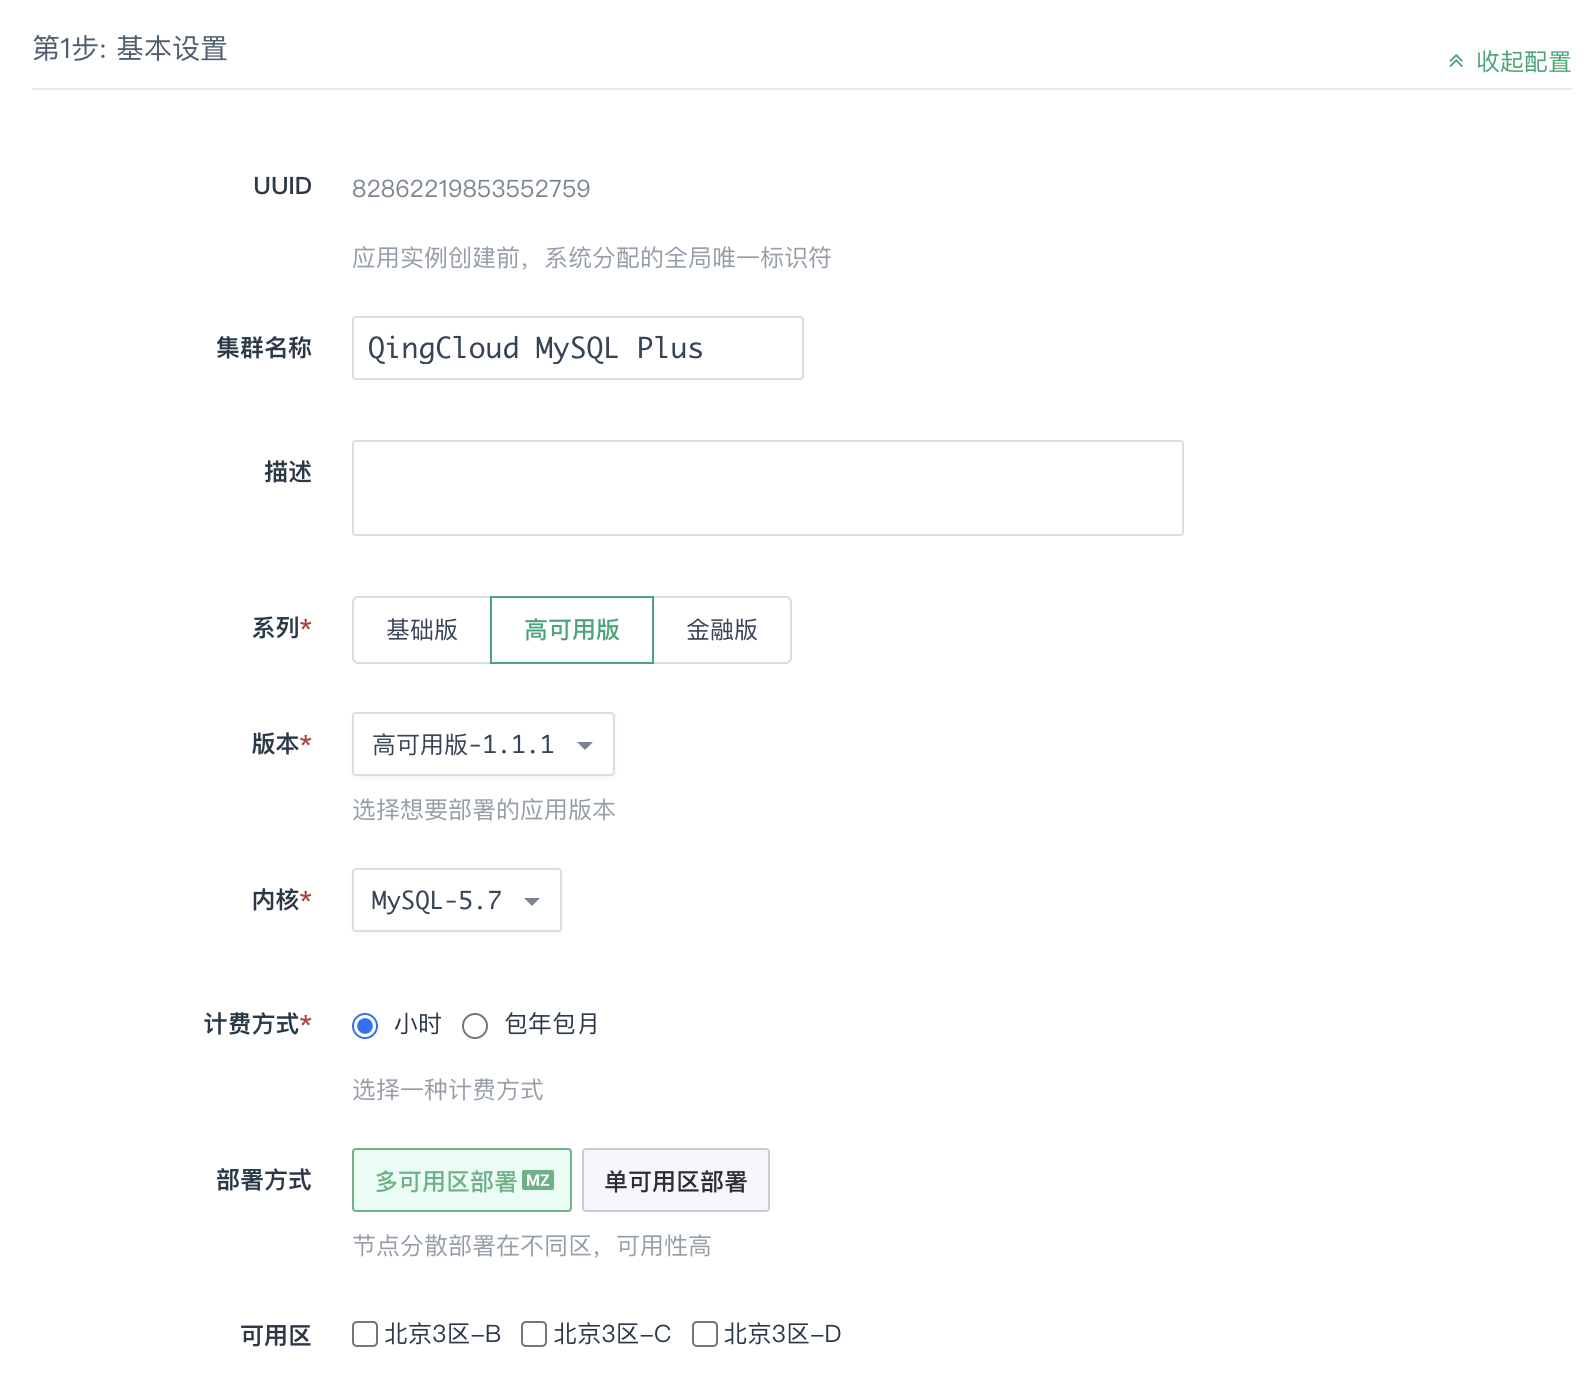 第1步: 基本设置
收起配置
UUID 82862219853552759
应用实例创建前，系统分配的全局唯一标识符
集群名称 QingCloud MySQL Plus
描述
系列* 基础版 高可用版 金融版
版本* 高可用版-1.1.1
选择想要部署的应用版本
内核* MySQL-5.7
计费方式* 小时 包年包月
选择一种计费方式
部署方式 多可用区部署 MZ 单可用区部署
节点分散部署在不同区，可用性高
可用区 北京3区-B 北京3区-C 北京3区-D